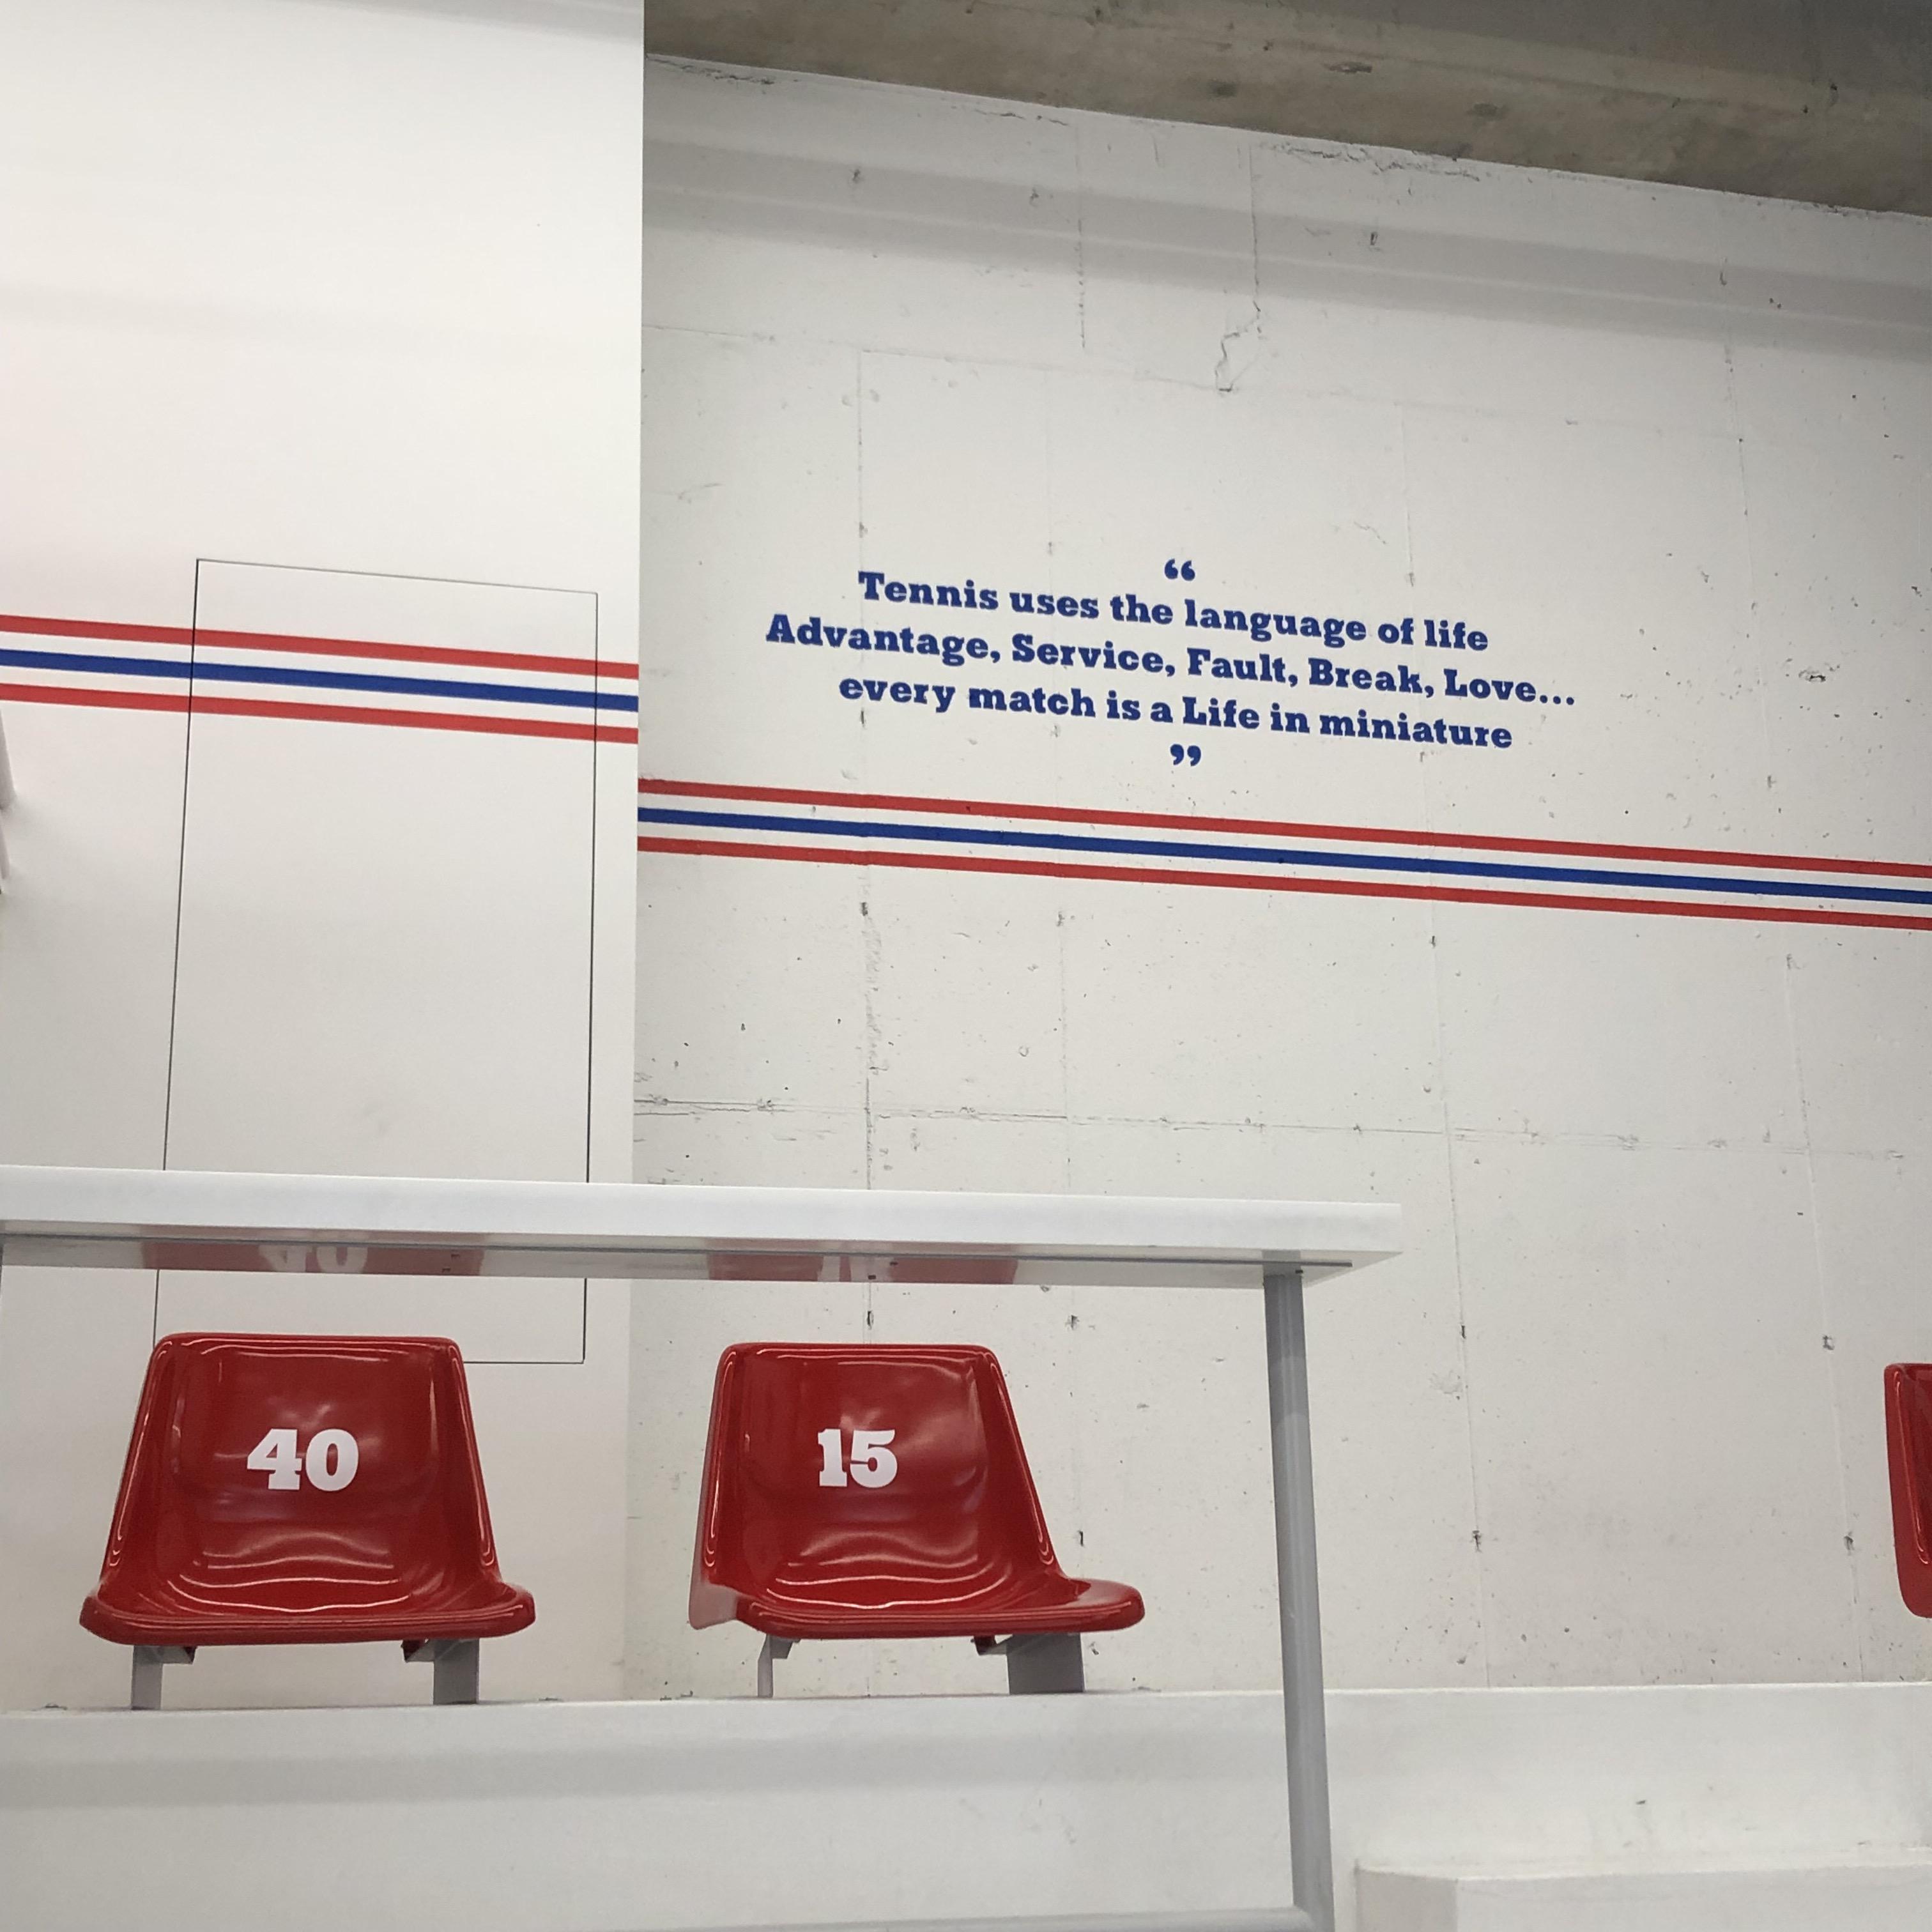 “
Tennis uses the language of life
Advantage, Service, Fault, Break, Love...
every match is a Life in miniature
”
40
15